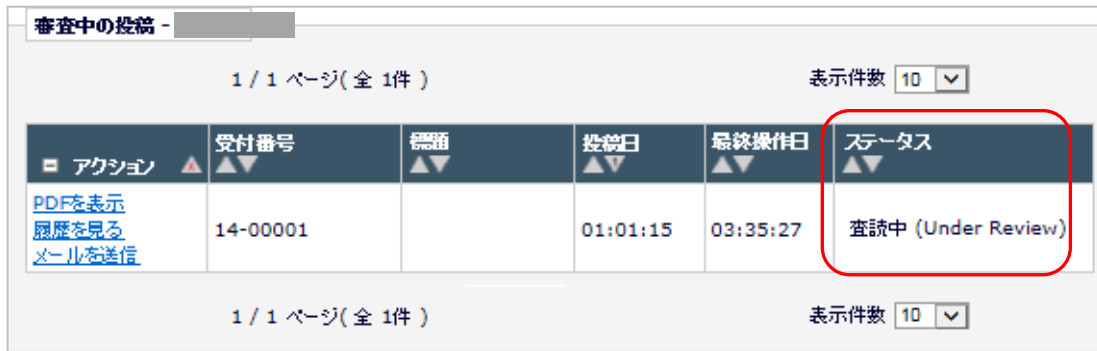 審査中の投稿 -
1 / 1 ページ( 全 1件 )
表示件数 10
アクション
受付番号
標題
投稿日
最終操作日
ステータス
PDFを表示
履歴を見る
メールを送信
14-00001
01:01:15
03:35:27
査読中 (Under Review)
1 / 1 ページ( 全 1件 )
表示件数 10